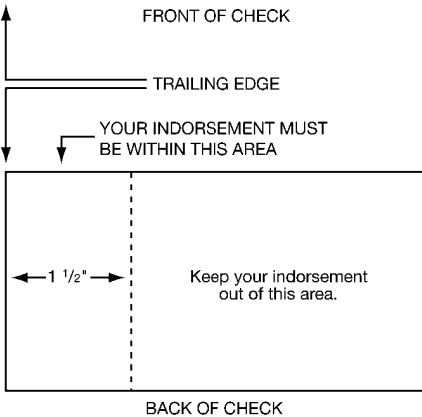 FRONT OF CHECK
TRAILING EDGE
YOUR INDORSEMENT MUST
BE WITHIN THIS AREA
1 1/2"
Keep your indorsement
out of this area.
BACK OF CHECK